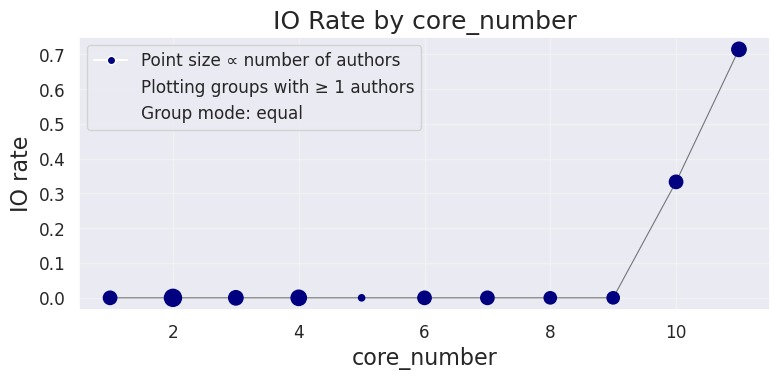 IO Rate by core_number
Point size ∝ number of authors
Plotting groups with ≥ 1 authors
Group mode: equal
IO rate
0.7
0.6
0.5
0.4
0.3
0.2
0.1
0.0
2 4 6 8 10
core_number